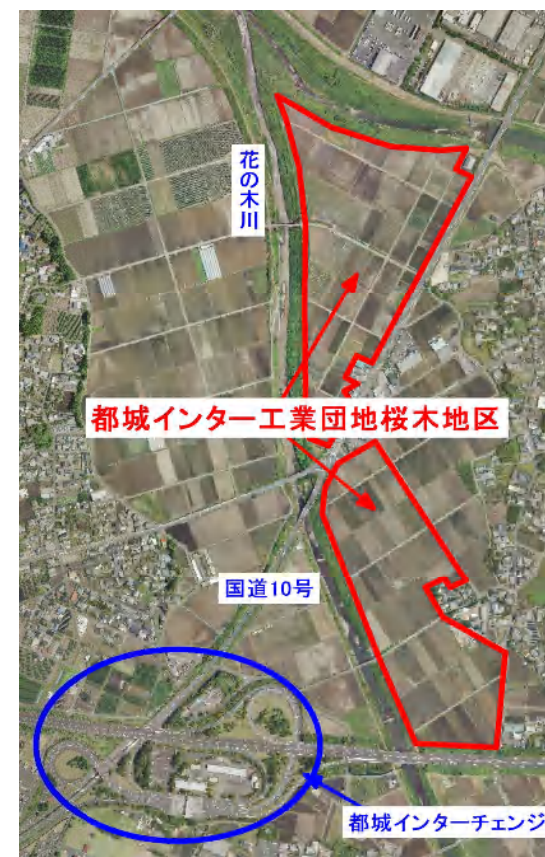 花の木川
都城インター工業団地桜木地区
国道10号
都城インターチェンジ